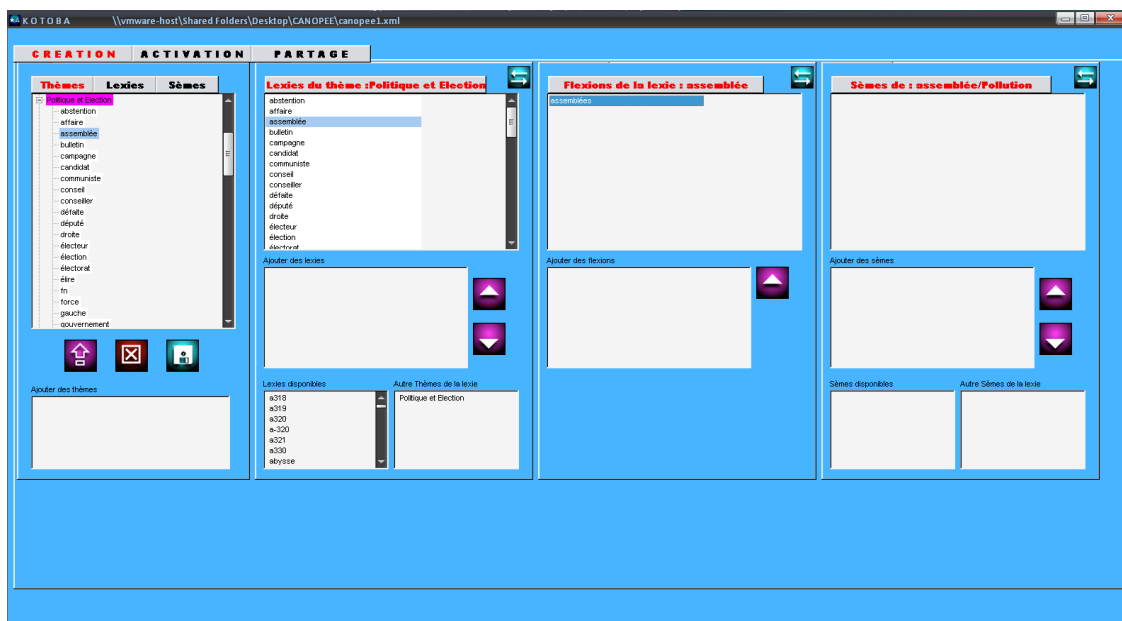 KOTOBA \\vmware-host\Shared Folders\Desktop\CANOPEE\canopee1.xml
CREATION ACTIVATION PARTAGE
Thèmes Lexies Sèmes
Politique et Election
abstention
affaire
assemblée
bulletin
campagne
candidat
communiste
conseil
conseiller
défaite
député
droite
électeur
élection
électorat
élire
fn
force
gauche
gouvernement
Ajouter des thèmes
Lexies du thème :Politique et Election
abstention
affaire
assemblée
bulletin
campagne
candidat
communiste
conseil
conseiller
défaite
député
droite
électeur
élection
électorat
Ajouter des lexies
Lexies disponibles
a318
a319
a320
a-320
a321
a330
abysse
Autre Thèmes de la lexie
Politique et Election
Flexions de la lexie : assemblée
assemblées
Ajouter des flexions
Sèmes de : assemblée/Pollution
Ajouter des sèmes
Sèmes disponibles
Autre Sèmes de la lexie